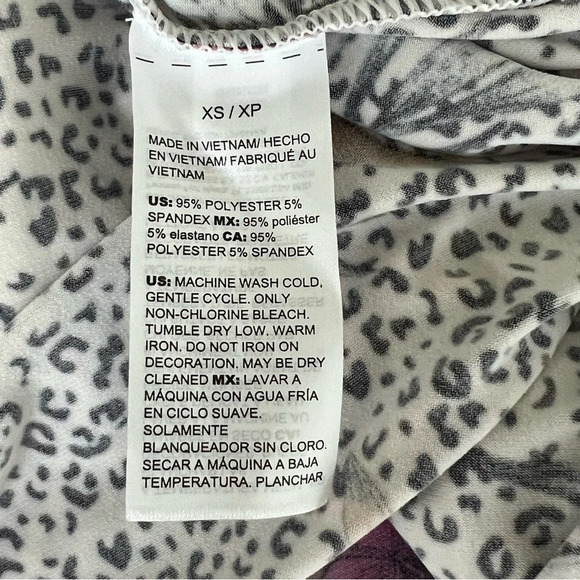 XS / XP
MADE IN VIETNAM/ HECHO
EN VIETNAM/ FABRIQUÉ AU
VIETNAM
US: 95% POLYESTER 5%
SPANDEX MX: 95% poliéster
5% elastano CA: 95%
POLYESTER 5% SPANDEX
US: MACHINE WASH COLD.
GENTLE CYCLE. ONLY
NON-CHLORINE BLEACH.
TUMBLE DRY LOW. WARM
IRON. DO NOT IRON ON
DECORATION. MAY BE DRY
CLEANED MX: LAVAR A
MÁQUINA CON AGUA FRÍA
EN CICLO SUAVE.
SOLAMENTE
BLANQUEADOR SIN CLORO.
SECAR A MÁQUINA A BAJA
TEMPERATURA. PLANCHAR